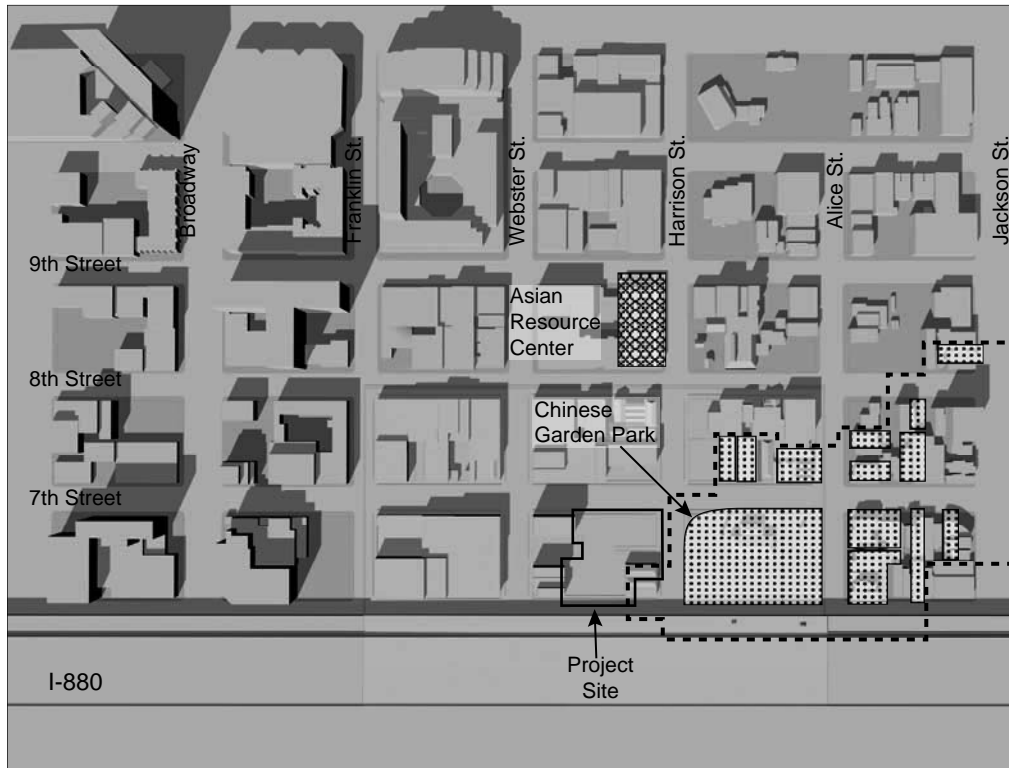 Broadway
Franklin St.
Webster St.
Harrison St.
Alice St.
Jackson St.
9th Street
Asian
Resource
Center
8th Street
Chinese
Garden Park
7th Street
Project
Site
I-880